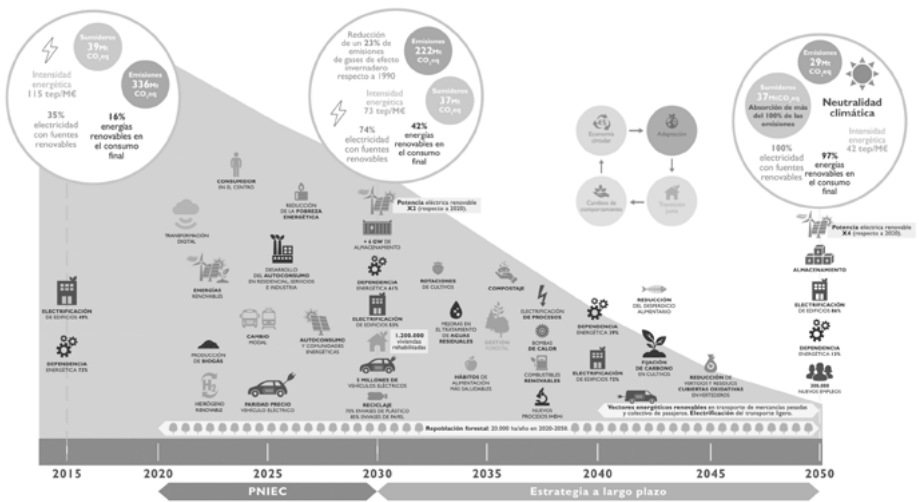 Sumideros
39Mt
CO₂eq
Intensidad
energética
115 tep/M€
Emisiones
336Mt
CO₂eq
35%
electricidad
con fuentes
renovables
16%
energías
renovables en
el consumo
final
Reducción
de un 23% de
emisiones
de gases de efecto
invernadero
respecto a 1990
Emisiones
222Mt
CO₂eq
Intensidad
energética
73 tep/M€
Sumideros
37Mt
CO₂eq
74%
electricidad
con fuentes
renovables
42%
energías
renovables en
el consumo
final
Emisiones
29Mt
CO₂eq
Sumideros
37MtCO₂eq
Absorción de más
del 100% de las
emisiones
Neutralidad
climática
Intensidad
energética
42 tep/M€
100%
electricidad
con fuentes
renovables
97%
energías
renovables en
el consumo
final
Economía
circular
Adaptación
Cambios de
comportamiento
Transición
justa
CONSUMIDOR
EN EL CENTRO
REDUCCIÓN
DE LA POBREZA
ENERGÉTICA
Potencia eléctrica renovable
X2 (respecto a 2020).
TRANSFORMACIÓN
DIGITAL
+ 6 GW DE
ALMACENAMIENTO
ENERGÍAS
RENOVABLES
DESARROLLO
DEL AUTOCONSUMO
EN RESIDENCIAL, SERVICIOS
E INDUSTRIA
DEPENDENCIA
ENERGÉTICA 61%
ROTACIONES
DE CULTIVOS
COMPOSTAJE
ELECTRIFICACIÓN
DE EDIFICIOS 49%
CAMBIO
MODAL
AUTOCONSUMO
Y COMUNIDADES
ENERGÉTICAS
ELECTRIFICACIÓN
DE EDIFICIOS 53%
MEJORAS EN
EL TRATAMIENTO
DE AGUAS
RESIDUALES
GESTIÓN
FORESTAL
ELECTRIFICACIÓN
DE PROCESOS
BOMBAS
DE CALOR
DEPENDENCIA
ENERGÉTICA 39%
REDUCCIÓN
DEL DESPERDICIO
ALIMENTARIO
DEPENDENCIA
ENERGÉTICA 73%
PRODUCCIÓN
DE BIOGÁS
1.200.000
viviendas
rehabilitadas
5 MILLONES DE
VEHÍCULOS ELÉCTRICOS
HÁBITOS DE
ALIMENTACIÓN
MÁS SALUDABLES
COMBUSTIBLES
RENOVABLES
ELECTRIFICACIÓN
DE EDIFICIOS 72%
FIJACIÓN
DE CARBONO
EN CULTIVOS
REDUCCIÓN DE
VERTIDOS Y RESIDUOS
CUBIERTAS OXIDATIVAS
EN VERTEDEROS
HIDRÓGENO
RENOVABLE
PARIDAD PRECIO
VEHÍCULO ELÉCTRICO
RECICLAJE
70% ENVASES DE PLÁSTICO
85% ENVASES DE PAPEL
NUEVOS
PROCESOS
Potencia eléctrica renovable
X4 (respecto a 2020).
ALMACENAMIENTO
ELECTRIFICACIÓN
DE EDIFICIOS 86%
DEPENDENCIA
ENERGÉTICA 13%
300.000
NUEVOS EMPLEOS
Vectores energéticos renovables en transporte de mercancías pesadas
y colectivo de pasajeros. Electrificación del transporte ligero.
Repoblación forestal: 20.000 ha/año en 2020-2050.
2015
2020
2025
2030
2035
2040
2045
2050
PNIEC
Estrategia a largo plazo